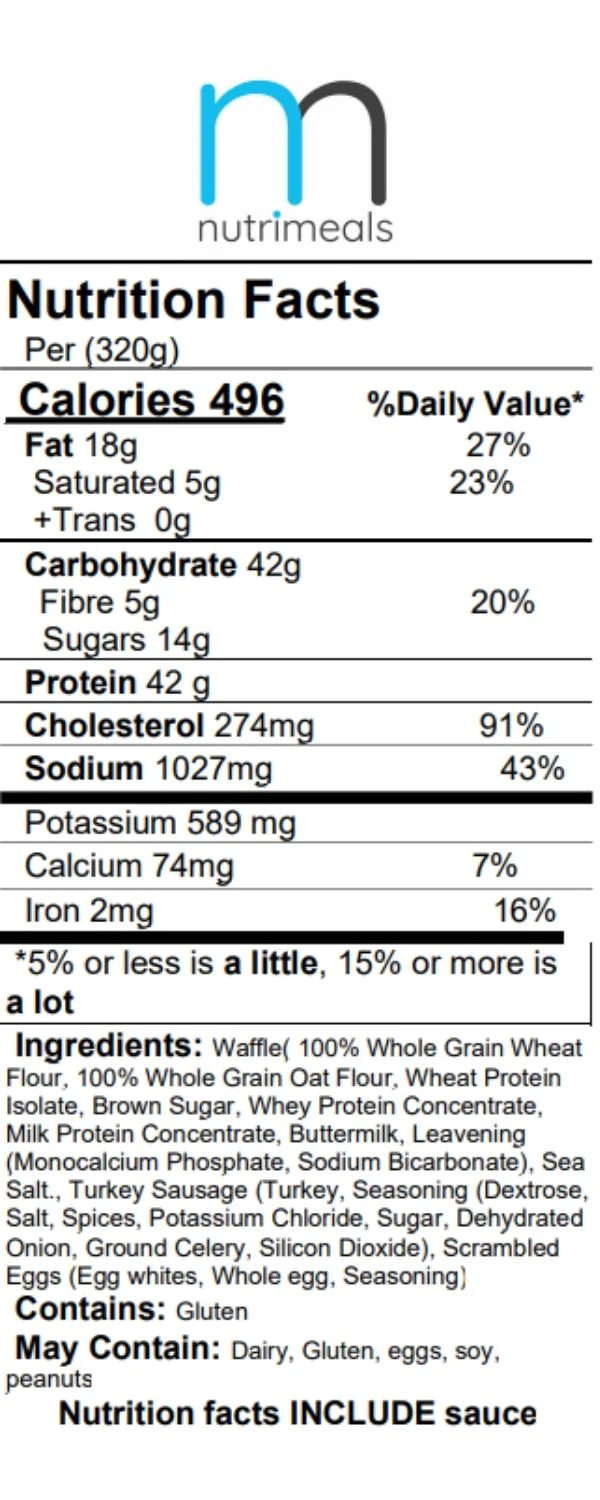 nutrimeals
Nutrition Facts
Per (320g)
Calories 496 %Daily Value*
Fat 18g 27%
Saturated 5g 23%
+Trans 0g
Carbohydrate 42g
Fibre 5g 20%
Sugars 14g
Protein 42 g
Cholesterol 274mg 91%
Sodium 1027mg 43%
Potassium 589 mg
Calcium 74mg 7%
Iron 2mg 16%
*5% or less is a little, 15% or more is
a lot
Ingredients: Waffle( 100% Whole Grain Wheat
Flour, 100% Whole Grain Oat Flour, Wheat Protein
Isolate, Brown Sugar, Whey Protein Concentrate,
Milk Protein Concentrate, Buttermilk, Leavening
(Monocalcium Phosphate, Sodium Bicarbonate), Sea
Salt., Turkey Sausage (Turkey, Seasoning (Dextrose,
Salt, Spices, Potassium Chloride, Sugar, Dehydrated
Onion, Ground Celery, Silicon Dioxide), Scrambled
Eggs (Egg whites, Whole egg, Seasoning)
Contains: Gluten
May Contain: Dairy, Gluten, eggs, soy,
peanuts
Nutrition facts INCLUDE sauce